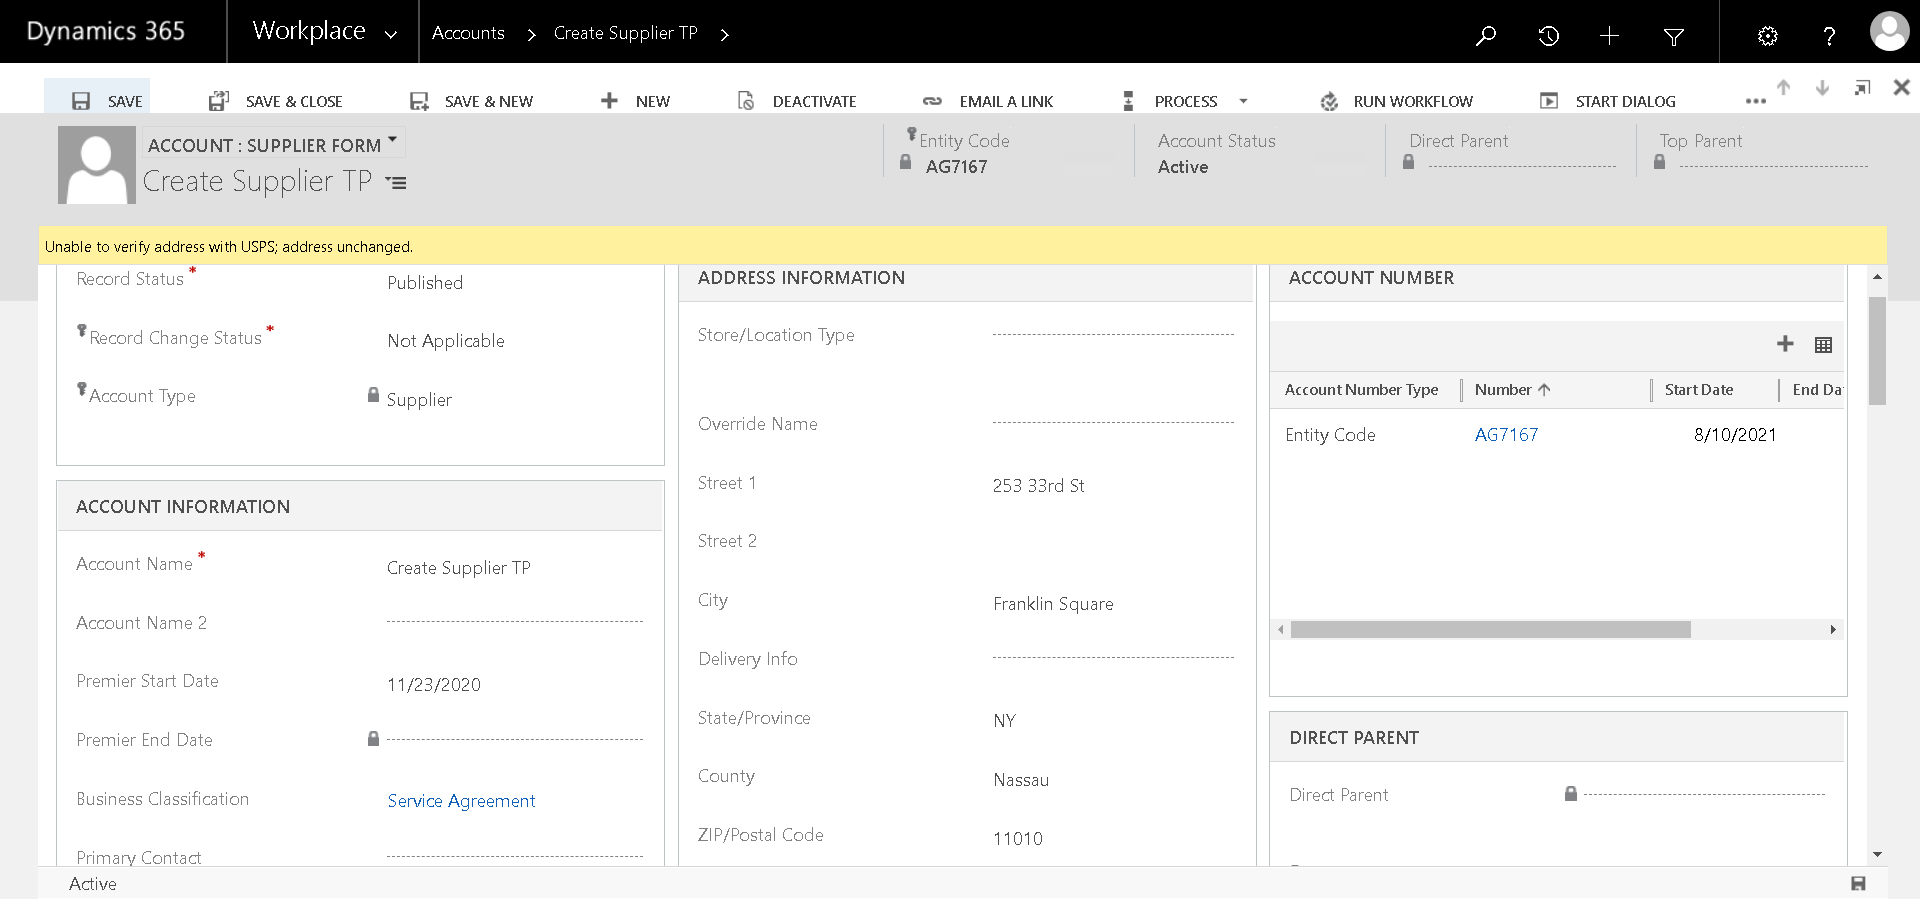 Dynamics 365
Workplace
Accounts
Create Supplier TP
SAVE
SAVE & CLOSE
SAVE & NEW
NEW
DEACTIVATE
EMAIL A LINK
PROCESS
RUN WORKFLOW
START DIALOG
ACCOUNT : SUPPLIER FORM
Create Supplier TP
Entity Code
AG7167
Account Status
Active
Direct Parent
Top Parent
Unable to verify address with USPS; address unchanged.
Record Status *
Published
Record Change Status *
Not Applicable
Account Type
Supplier
ACCOUNT INFORMATION
Account Name *
Create Supplier TP
Account Name 2
Premier Start Date
11/23/2020
Premier End Date
Business Classification
Service Agreement
Primary Contact
ADDRESS INFORMATION
Store/Location Type
Override Name
Street 1
253 33rd St
Street 2
City
Franklin Square
Delivery Info
State/Province
NY
County
Nassau
ZIP/Postal Code
11010
ACCOUNT NUMBER
Account Number Type
Number
Start Date
End Da
Entity Code
AG7167
8/10/2021
DIRECT PARENT
Direct Parent
Active